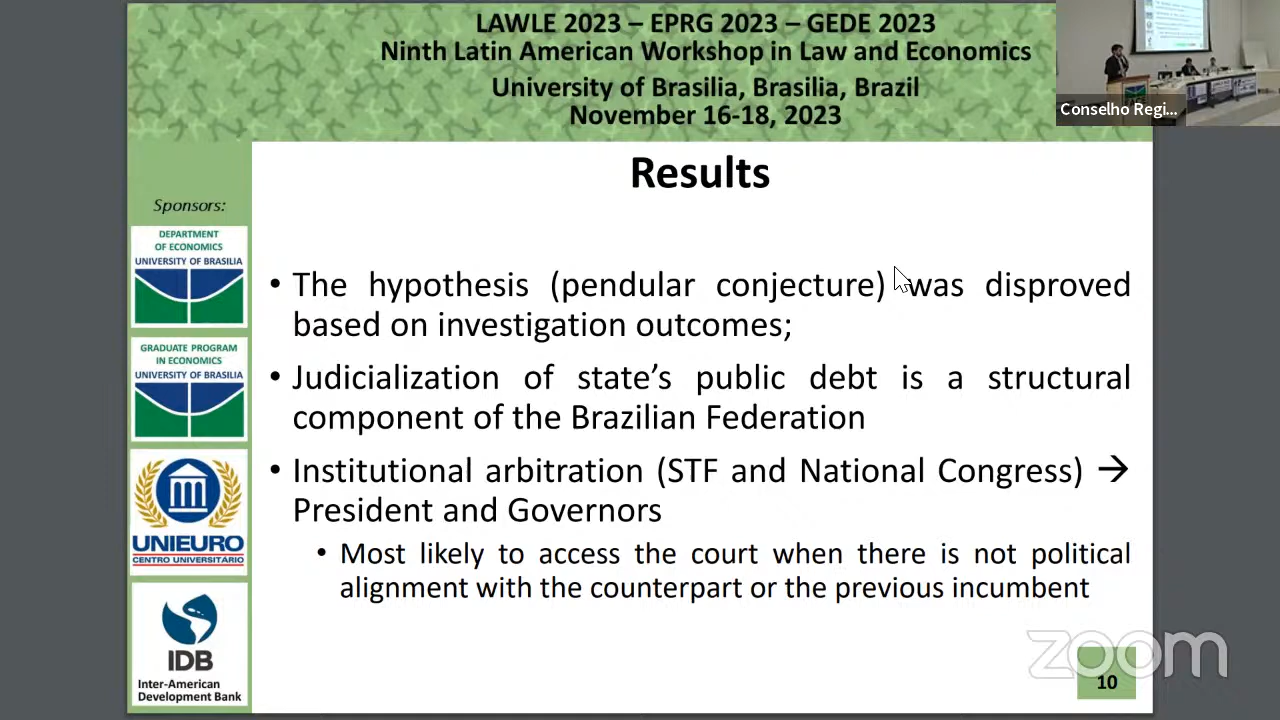 LAWLE 2023 – EPRG 2023 – GEDE 2023
Ninth Latin American Workshop in Law and Economics
University of Brasilia, Brasilia, Brazil
November 16-18, 2023
Conselho Regi...
Results
Sponsors:
DEPARTMENT
OF ECONOMICS
UNIVERSITY OF BRASILIA
GRADUATE PROGRAM
IN ECONOMICS
UNIVERSITY OF BRASILIA
UNIEURO
CENTRO UNIVERSITARIO
IDB
Inter-American
Development Bank
• The hypothesis (pendular conjecture) was disproved
based on investigation outcomes;
• Judicialization of state’s public debt is a structural
component of the Brazilian Federation
• Institutional arbitration (STF and National Congress) →
President and Governors
• Most likely to access the court when there is not political
alignment with the counterpart or the previous incumbent
zoom
10